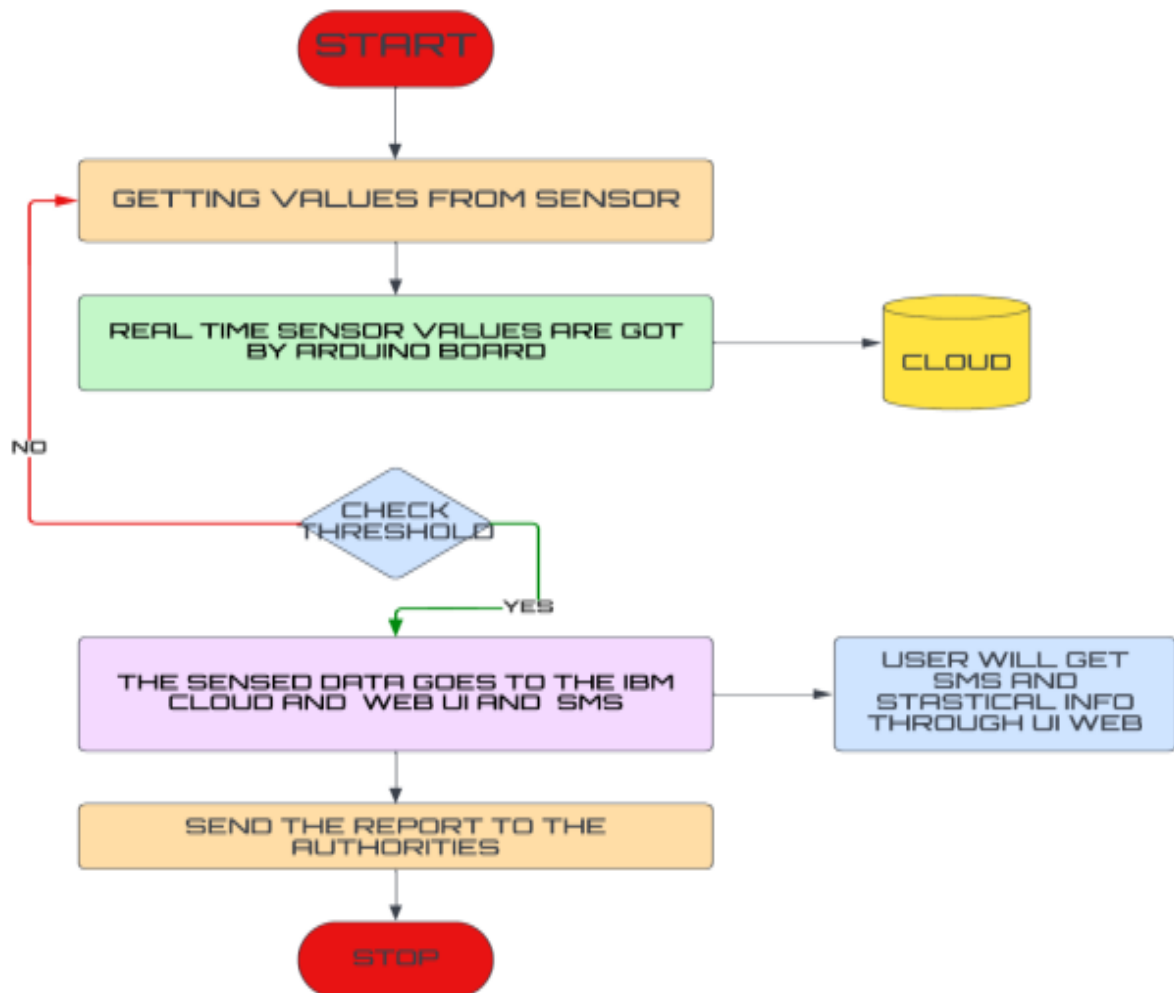 START
GETTING VALUES FROM SENSOR
REAL TIME SENSOR VALUES ARE GOT
BY ARDUINO BOARD
CLOUD
NO
CHECK
THRESHOLD
YES
THE SENSED DATA GOES TO THE IBM
CLOUD AND WEB UI AND SMS
USER WILL GET
SMS AND
STASTICAL INFO
THROUGH UI WEB
SEND THE REPORT TO THE
AUTHORITIES
STOP